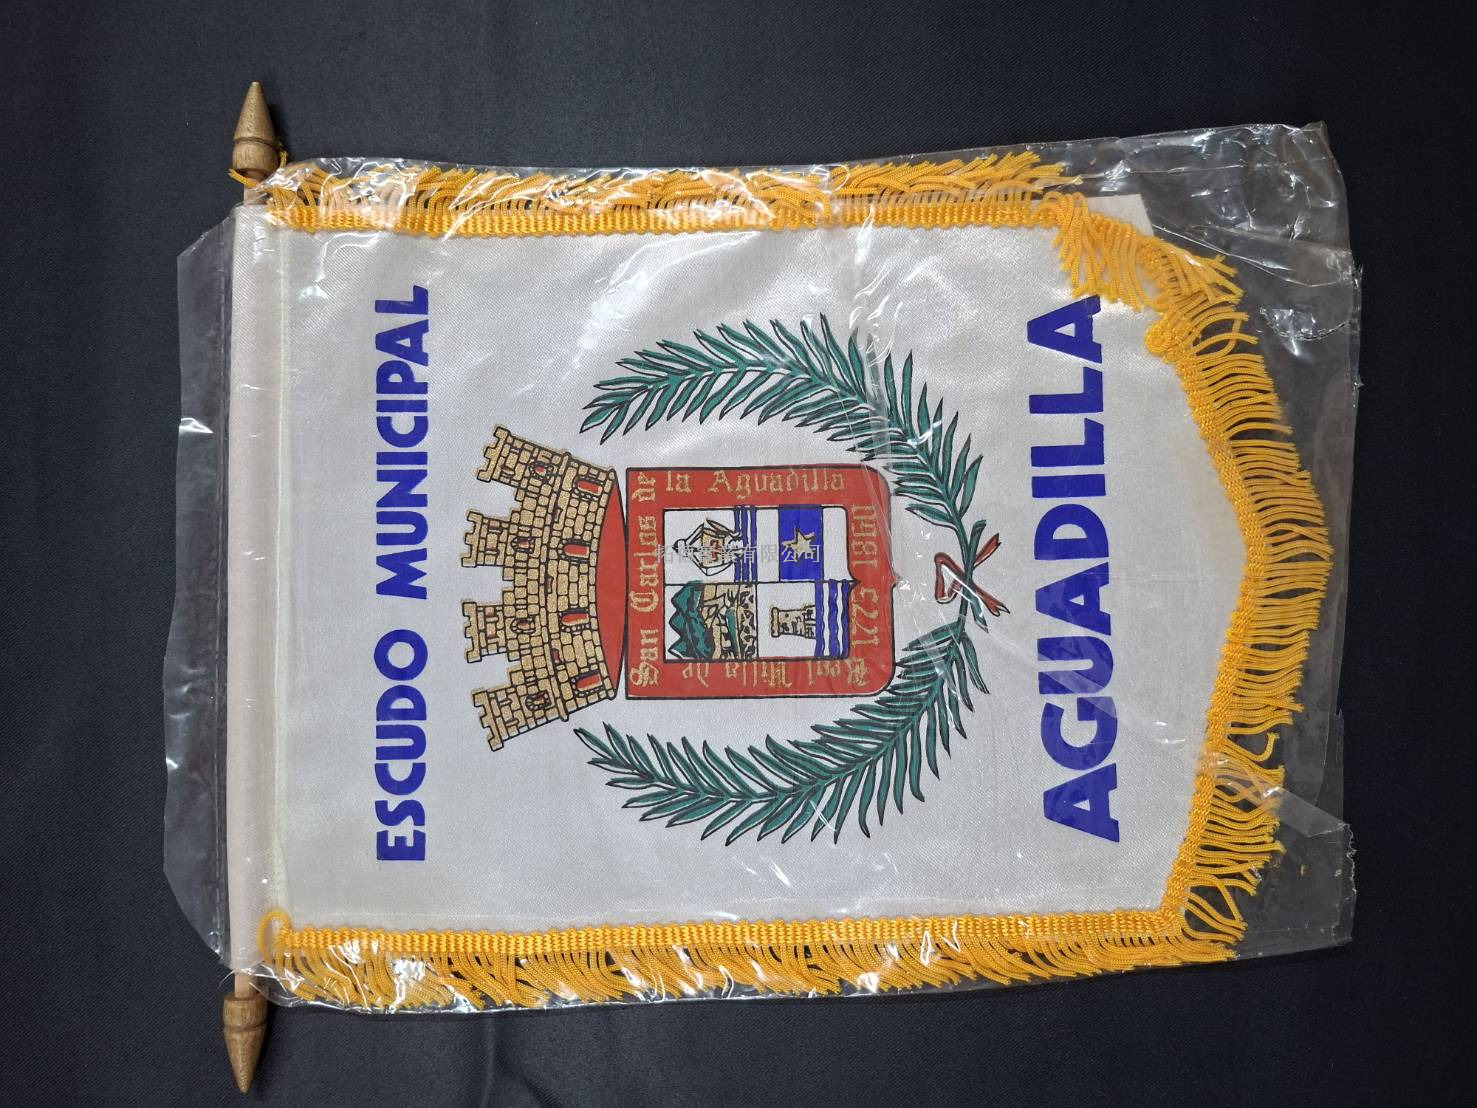 ESCUDO MUNICIPAL
San Carlos de
la Aguadilla
1775 1860
Real Villa de
AGUADILLA